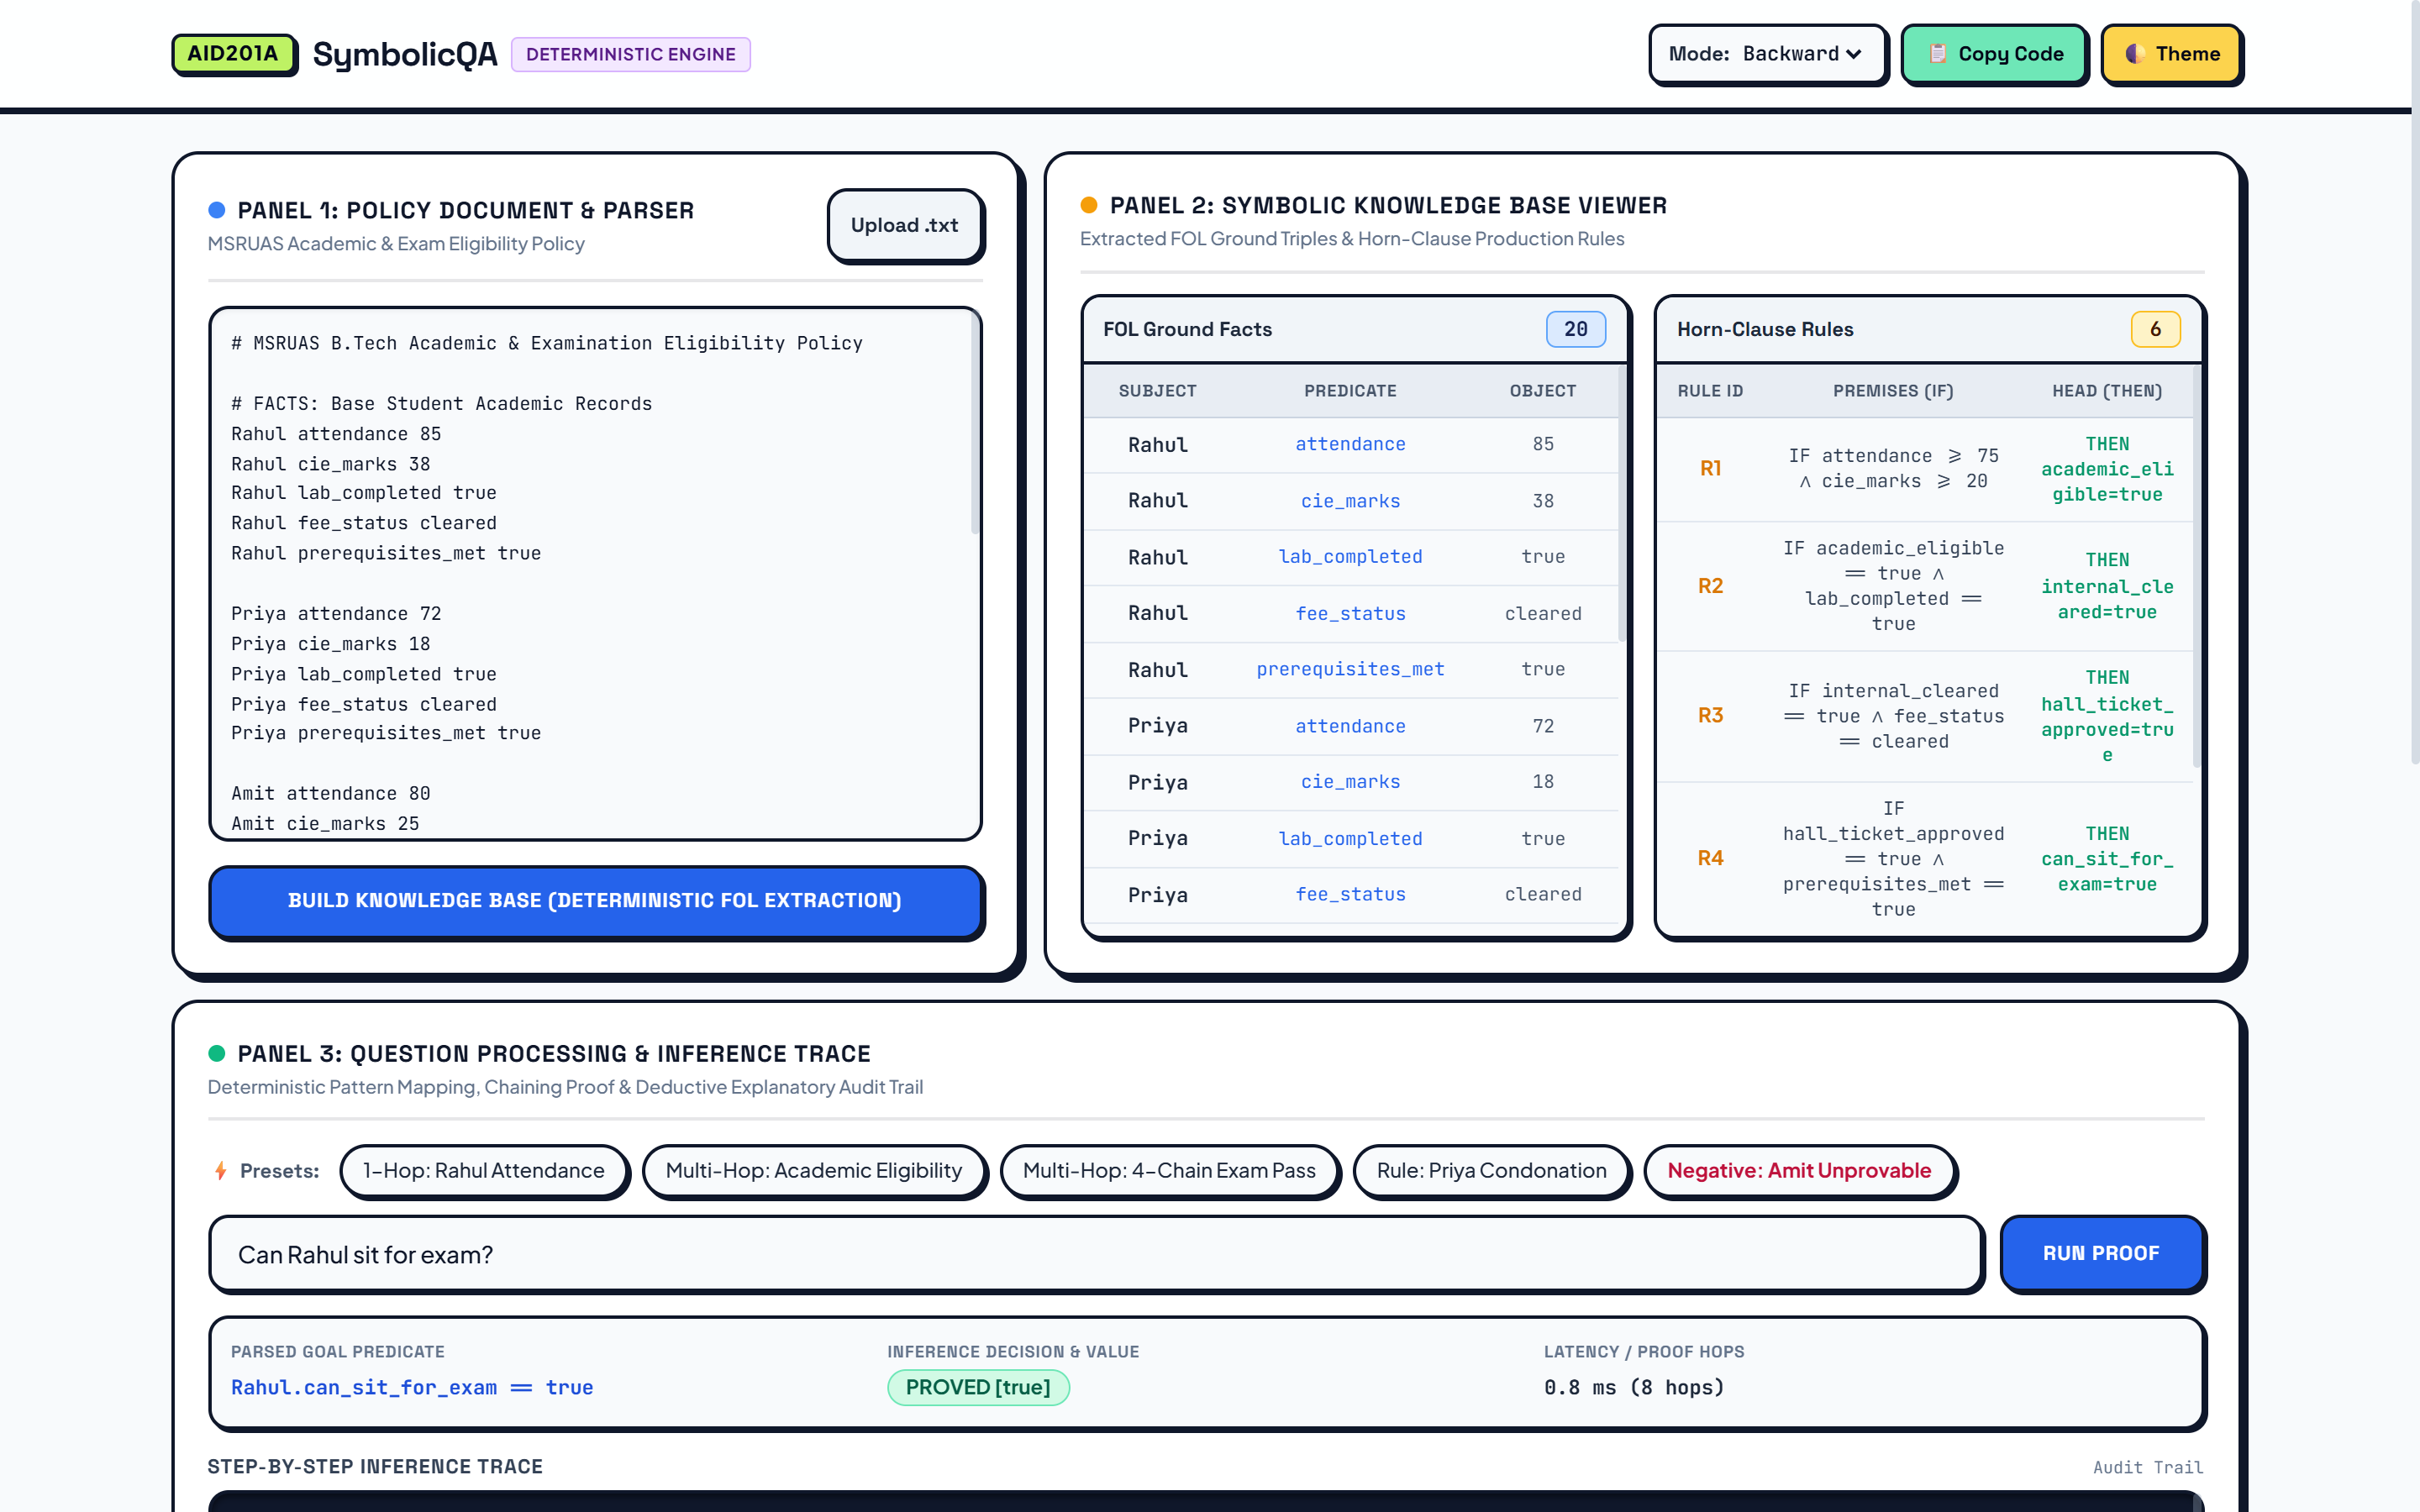 AID201A SymbolicQA DETERMINISTIC ENGINE Mode: Backward 📋 Copy Code 🌗 Theme
PANEL 1: POLICY DOCUMENT & PARSER
MSRUAS Academic & Exam Eligibility Policy
Upload .txt
# MSRUAS B.Tech Academic & Examination Eligibility Policy
# FACTS: Base Student Academic Records
Rahul attendance 85
Rahul cie_marks 38
Rahul lab_completed true
Rahul fee_status cleared
Rahul prerequisites_met true
Priya attendance 72
Priya cie_marks 18
Priya lab_completed true
Priya fee_status cleared
Priya prerequisites_met true
Amit attendance 80
Amit cie_marks 25
BUILD KNOWLEDGE BASE (DETERMINISTIC FOL EXTRACTION)
PANEL 2: SYMBOLIC KNOWLEDGE BASE VIEWER
Extracted FOL Ground Triples & Horn-Clause Production Rules
FOL Ground Facts 20
SUBJECT PREDICATE OBJECT
Rahul attendance 85
Rahul cie_marks 38
Rahul lab_completed true
Rahul fee_status cleared
Rahul prerequisites_met true
Priya attendance 72
Priya cie_marks 18
Priya lab_completed true
Priya fee_status cleared
Horn-Clause Rules 6
RULE ID PREMISES (IF) HEAD (THEN)
R1
IF attendance >= 75
∧ cie_marks >= 20
THEN
academic_eli
gible=true
R2
IF academic_eligible
== true ∧
lab_completed ==
true
THEN
internal_cle
ared=true
R3
IF internal_cleared
== true ∧ fee_status
== cleared
THEN
hall_ticket_
approved=tru
e
R4
IF
hall_ticket_approved
== true ∧
prerequisites_met ==
true
THEN
can_sit_for_
exam=true
PANEL 3: QUESTION PROCESSING & INFERENCE TRACE
Deterministic Pattern Mapping, Chaining Proof & Deductive Explanatory Audit Trail
⚡ Presets: 1-Hop: Rahul Attendance Multi-Hop: Academic Eligibility Multi-Hop: 4-Chain Exam Pass Rule: Priya Condonation Negative: Amit Unprovable
Can Rahul sit for exam? RUN PROOF
PARSED GOAL PREDICATE
Rahul.can_sit_for_exam == true
INFERENCE DECISION & VALUE
PROVED [true]
LATENCY / PROOF HOPS
0.8 ms (8 hops)
STEP-BY-STEP INFERENCE TRACE Audit Trail